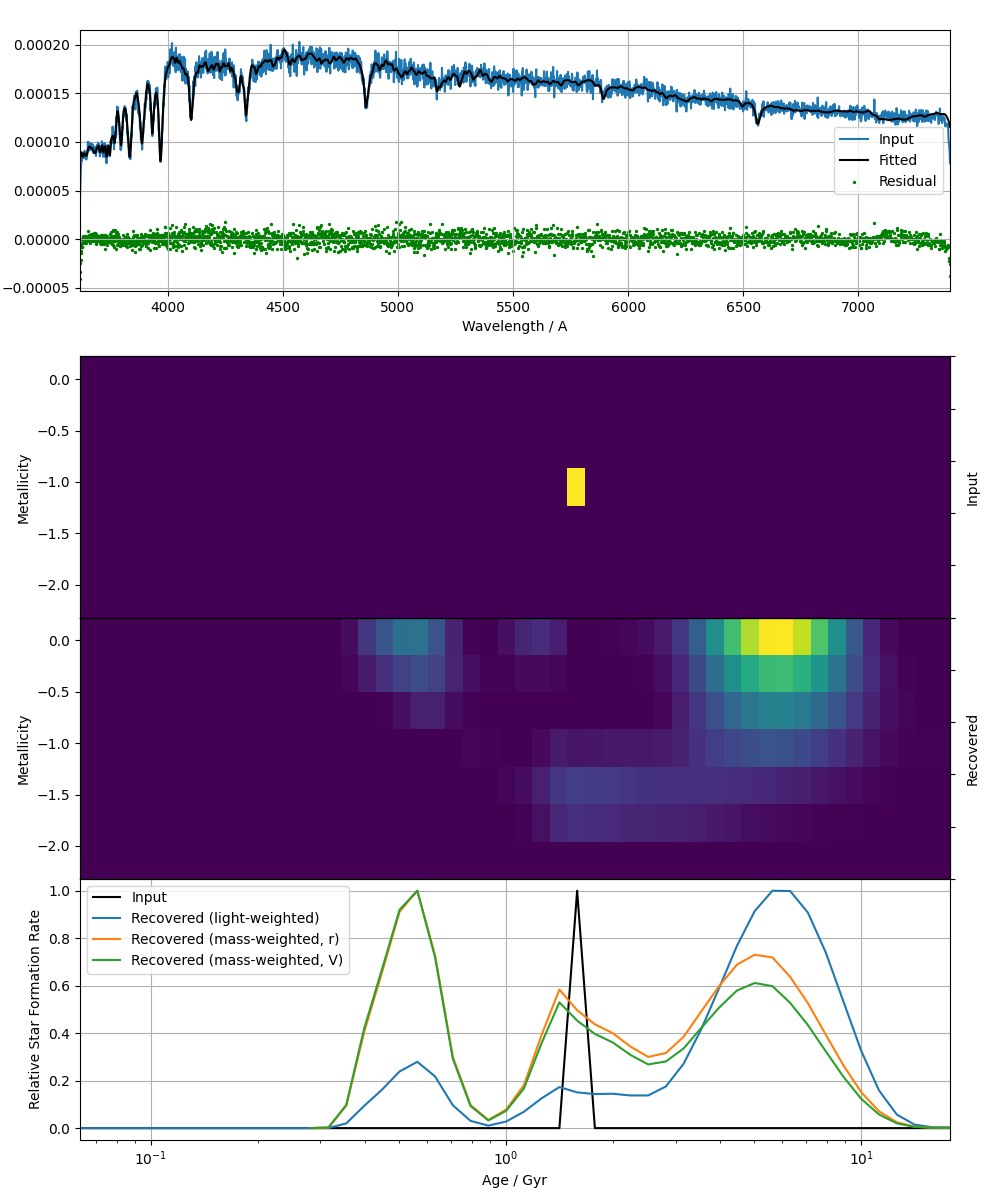 0.00020
0.00015
0.00010
0.00005
0.00000
−0.00005
Input
Fitted
Residual
4000 4500 5000 5500 6000 6500 7000
Wavelength / A
0.0
−0.5
−1.0
−1.5
−2.0
Metallicity
Input
0.0
−0.5
−1.0
−1.5
−2.0
Metallicity
Recovered
1.0
0.8
0.6
0.4
0.2
0.0
Relative Star Formation Rate
Input
Recovered (light-weighted)
Recovered (mass-weighted, r)
Recovered (mass-weighted, V)
10⁻¹ 10⁰ 10¹
Age / Gyr